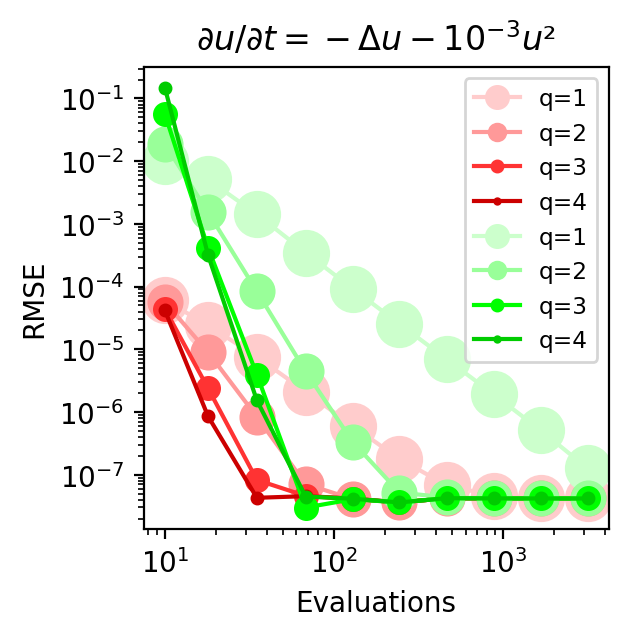 ∂u/∂t = − Δu − 10⁻³u²
10⁻¹
10⁻²
10⁻³
10⁻⁴
10⁻⁵
10⁻⁶
10⁻⁷
RMSE
q=1
q=2
q=3
q=4
q=1
q=2
q=3
q=4
10¹
10²
10³
Evaluations